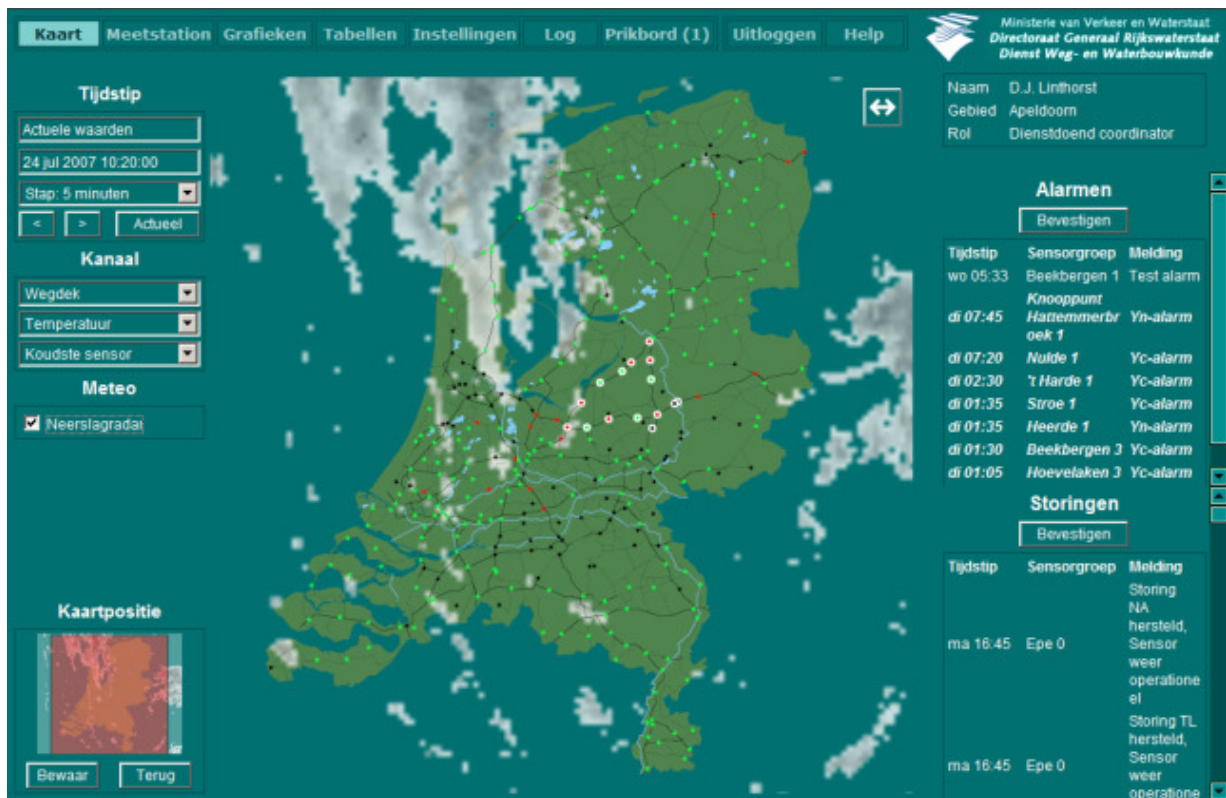 Kaart Meetstation Grafieken Tabellen Instellingen Log Prikbord (1) Uitloggen Help
Ministerie van Verkeer en Waterstaat
Directoraat Generaal Rijkswaterstaat
Dienst Weg- en Waterbouwkunde
Naam D.J. Linthorst
Gebied Apeldoorn
Rol Dienstdoend coordinator
Tijdstip
Actuele waarden
24 jul 2007 10:20:00
Stap: 5 minuten
< > Actueel
Kanaal
Wegdek
Temperatuur
Koudste sensor
Meteo
Neerslagradar
Kaartpositie
Bewaar Terug
Alarmen
Bevestigen
Tijdstip Sensorgroep Melding
wo 05:33 Beekbergen 1 Test alarm
Knooppunt
di 07:45 Hattemmerbr Yn-alarm
oek 1
di 07:20 Nulde 1 Yc-alarm
di 02:30 't Harde 1 Yc-alarm
di 01:35 Stroe 1 Yc-alarm
di 01:35 Heerde 1 Yn-alarm
di 01:30 Beekbergen 3 Yc-alarm
di 01:05 Hoevelaken 3 Yc-alarm
Storingen
Bevestigen
Tijdstip Sensorgroep Melding
Storing
NA
hersteld,
ma 16:45 Epe 0 Sensor
weer
operatione
el
Storing TL
hersteld,
ma 16:45 Epe 0 Sensor
weer
operatione